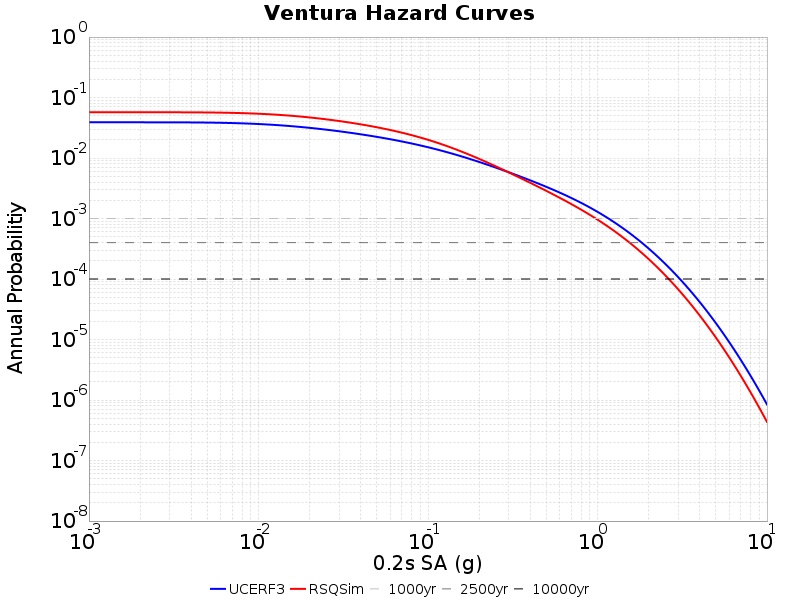 Ventura Hazard Curves
10^0
10^-1
10^-2
10^-3
10^-4
10^-5
10^-6
10^-7
10^-8
Annual Probabilitiy
10^-3 10^-2 10^-1 10^0 10^1
0.2s SA (g)
UCERF3 RSQSim 1000yr 2500yr 10000yr